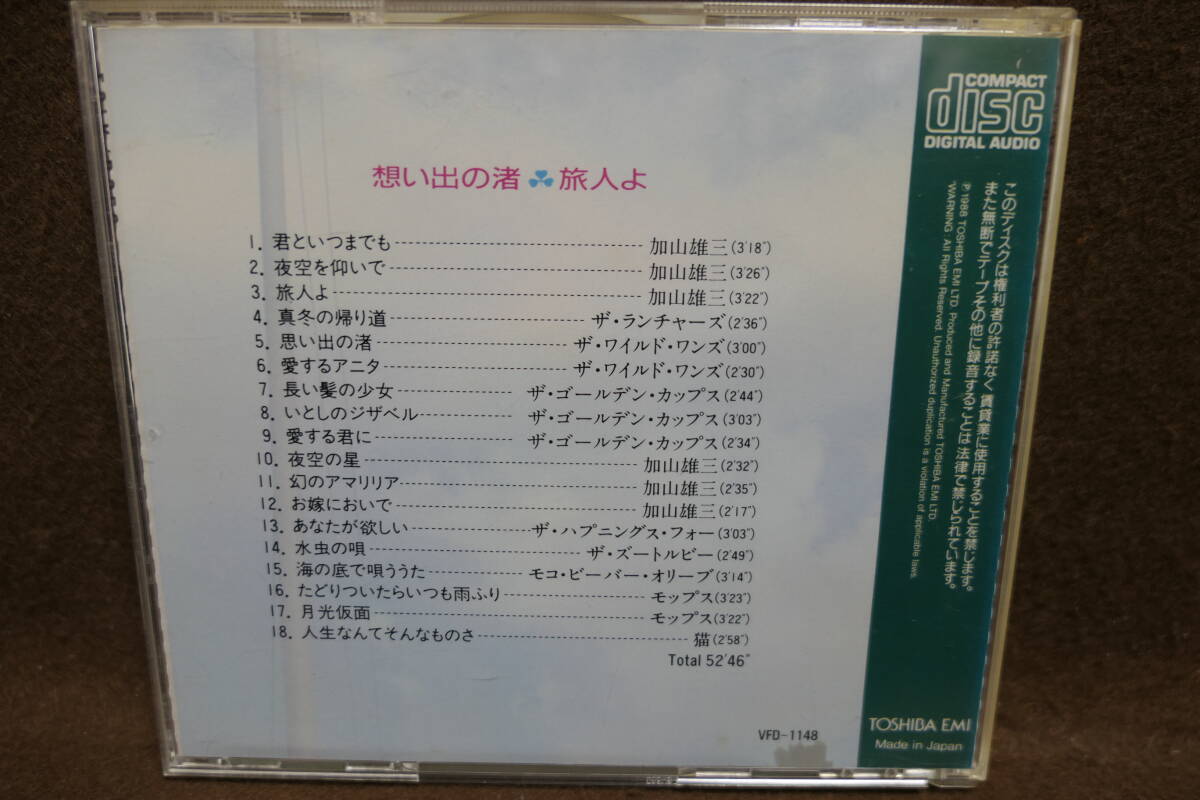 想い出の渚 ☘ 旅人よ
1. 君といつまでも 加山雄三 (3'18")
2. 夜空を仰いで 加山雄三 (3'26")
3. 旅人よ 加山雄三 (3'22")
4. 真冬の帰り道 ザ・ランチャーズ (2'36")
5. 思い出の渚 ザ・ワイルド・ワンズ (3'00")
6. 愛するアニタ ザ・ワイルド・ワンズ (2'30")
7. 長い髪の少女 ザ・ゴールデン・カップス (2'44")
8. いとしのジザベル ザ・ゴールデン・カップス (3'03")
9. 愛する君に ザ・ゴールデン・カップス (2'34")
10. 夜空の星 加山雄三 (2'32")
11. 幻のアマリリア 加山雄三 (2'35")
12. お嫁においで 加山雄三 (2'17")
13. あなたが欲しい ザ・ハプニングス・フォー (3'03")
14. 水虫の唄 ザ・ズートルビー (2'49")
15. 海の底で唄ううた モコ・ビーバー・オリーブ (3'14")
16. たどりついたらいつも雨ふり モップス (3'23")
17. 月光仮面 モップス (3'22")
18. 人生なんてそんなものさ 猫 (2'58")
Total 52'46"
VFD-1148
COMPACT
disc
DIGITAL AUDIO
このディスクは権利者の許諾なく賃貸業に使用することを禁じます。
また無断でテープその他に録音することは法律で禁じられています。
℗1988 TOSHIBA EMI LTD. Produced and Manufactured TOSHIBA EMI LTD.
"WARNING: All Rights Reserved. Unauthorized duplication is a violation of applicable laws.
TOSHIBA EMI
Made in Japan